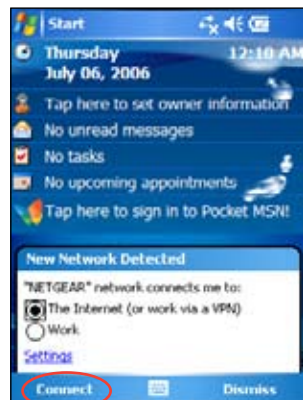 Start
Thursday 12:10 AM
July 06, 2006
Tap here to set owner information
No unread messages
No tasks
No upcoming appointments
Tap here to sign in to Pocket MSN!
New Network Detected
"NETGEAR" network connects me to:
The Internet (or work via a VPN)
Work
Settings
Connect Dismiss